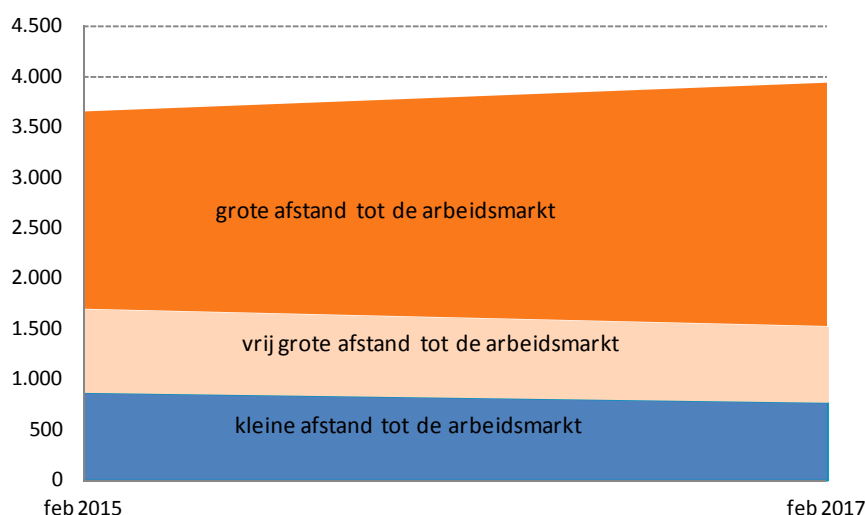 4.500
4.000
3.500
3.000
2.500
2.000
1.500
1.000
500
0
grote afstand tot de arbeidsmarkt
vrij grote afstand tot de arbeidsmarkt
kleine afstand tot de arbeidsmarkt
feb 2015
feb 2017